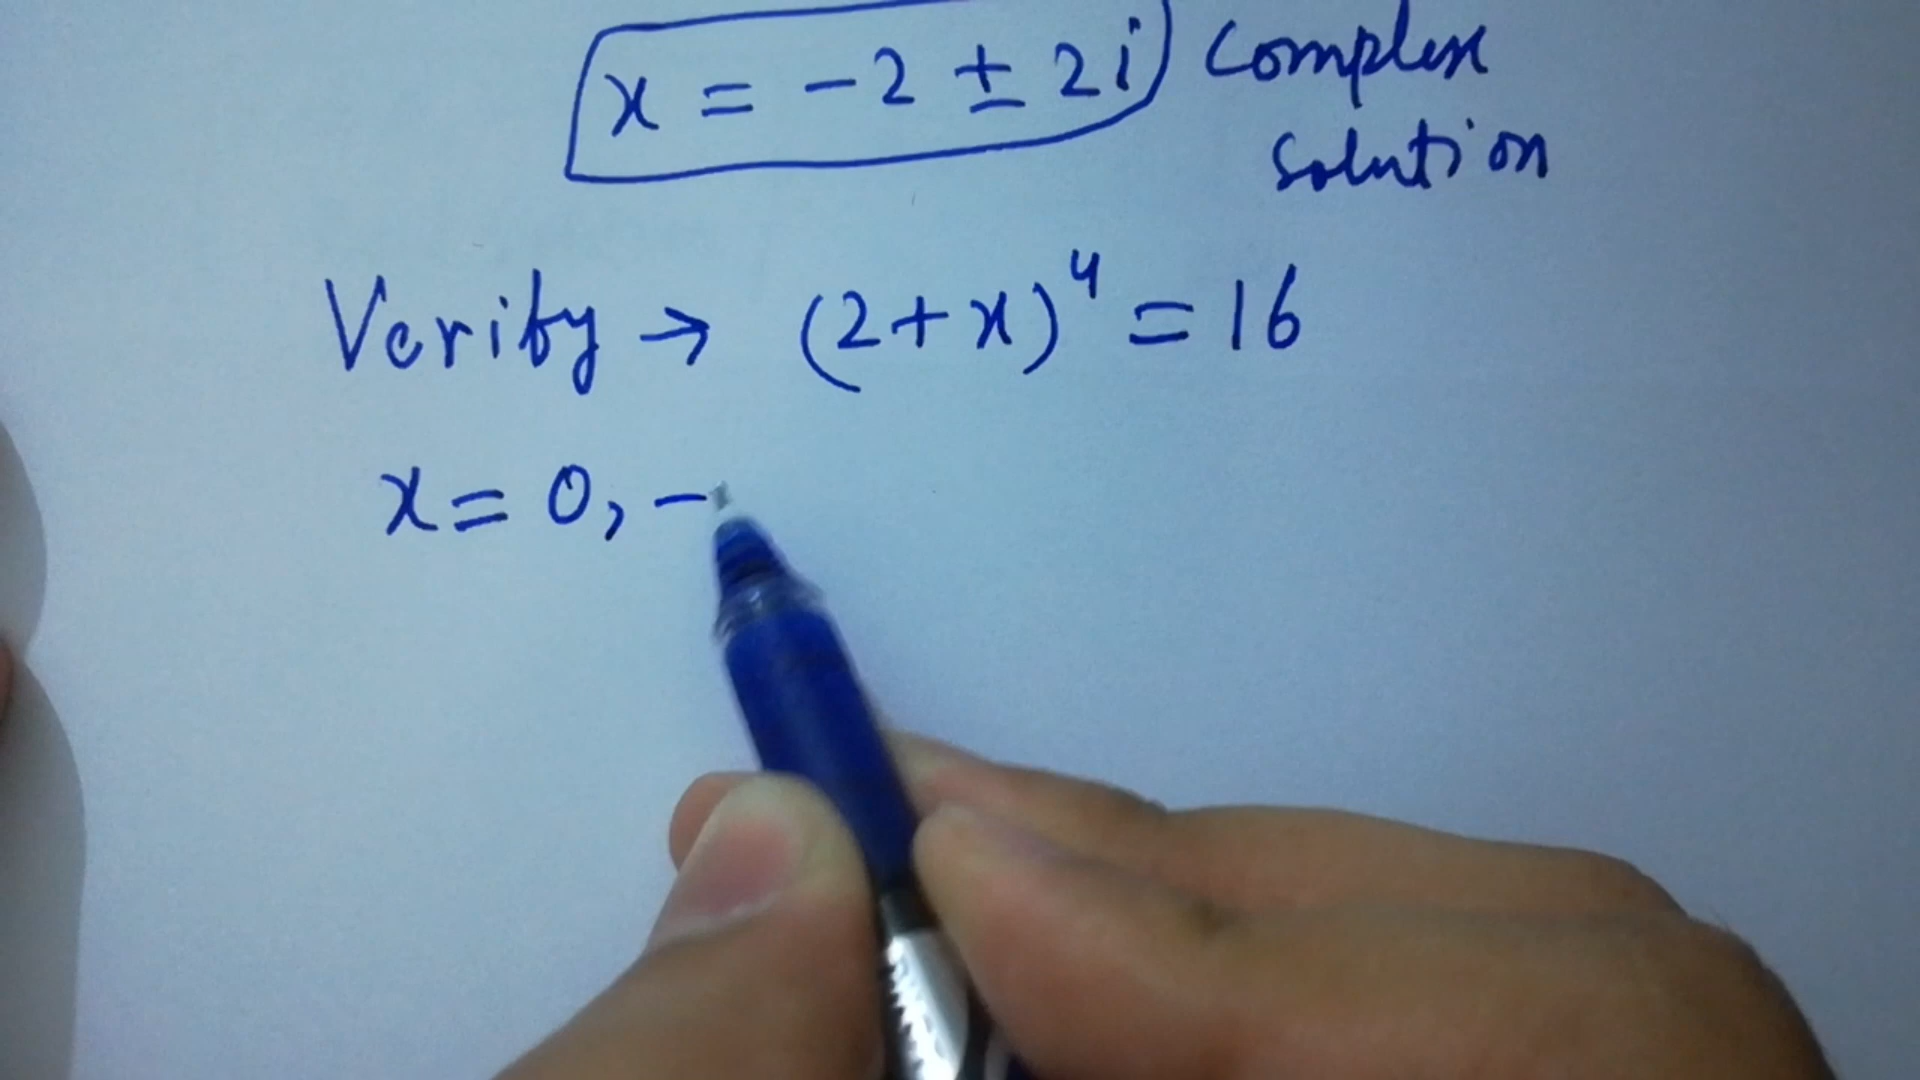 x = -2 ± 2i complex
solution
Verify → (2+x)⁴ = 16
x = 0, -